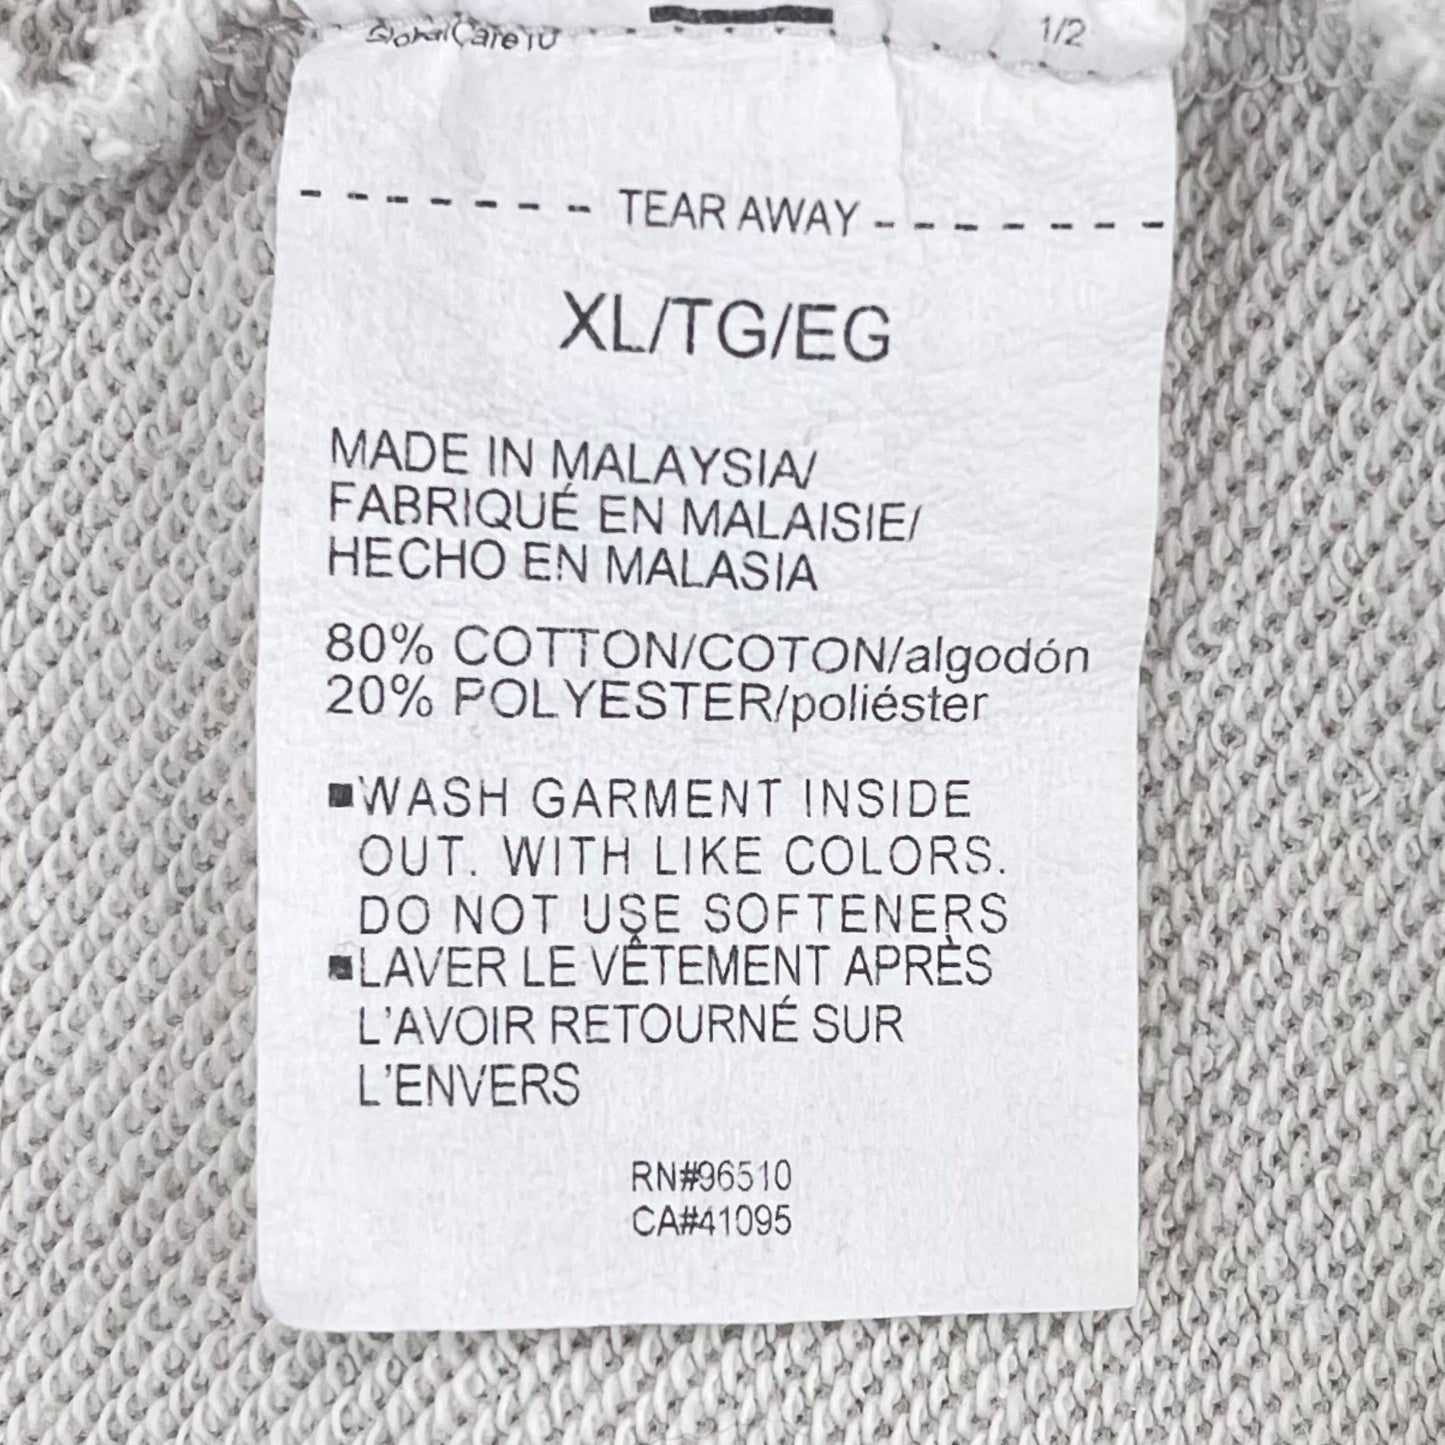 GlobalCare10
1/2
TEAR AWAY
XL/TG/EG
MADE IN MALAYSIA/
FABRIQUÉ EN MALAISIE/
HECHO EN MALASIA
80% COTTON/COTON/algodón
20% POLYESTER/poliéster
■WASH GARMENT INSIDE
OUT. WITH LIKE COLORS.
DO NOT USE SOFTENERS
■LAVER LE VÊTEMENT APRÈS
L'AVOIR RETOURNÉ SUR
L'ENVERS
RN#96510
CA#41095